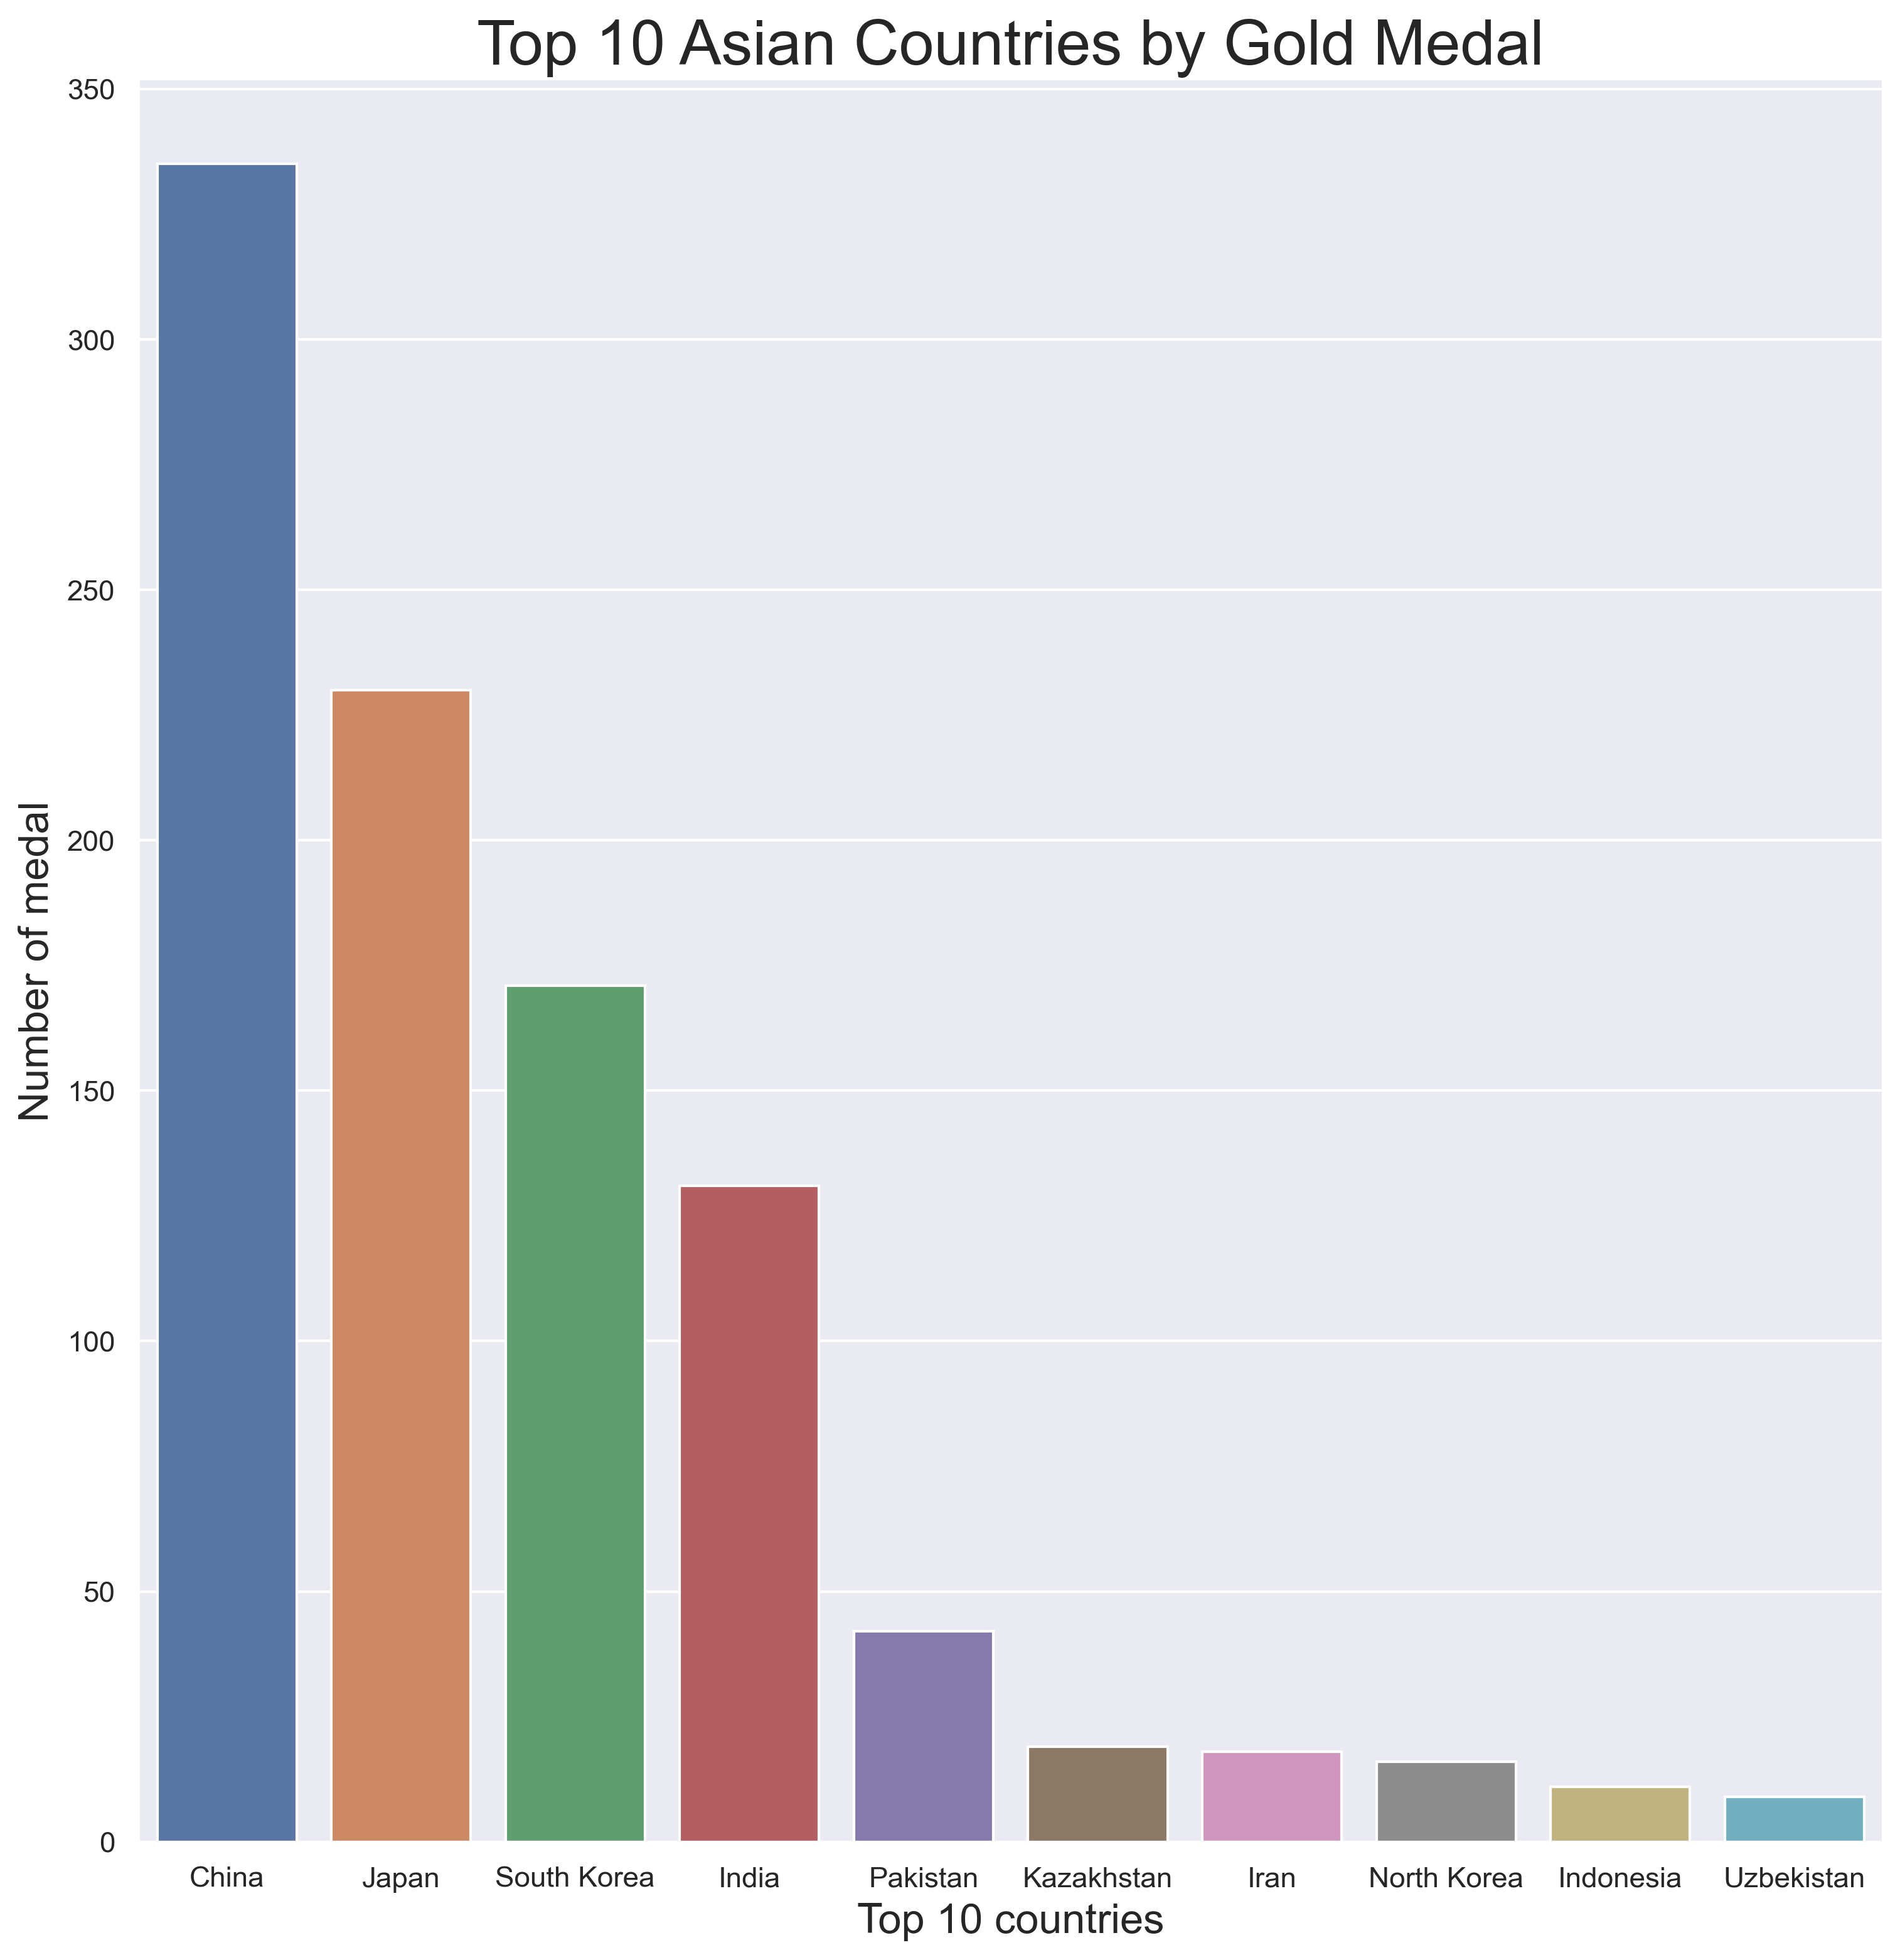 Top 10 Asian Countries by Gold Medal
350
300
250
200
150
100
50
0
Number of medal
China Japan South Korea India Pakistan Kazakhstan Iran North Korea Indonesia Uzbekistan
Top 10 countries